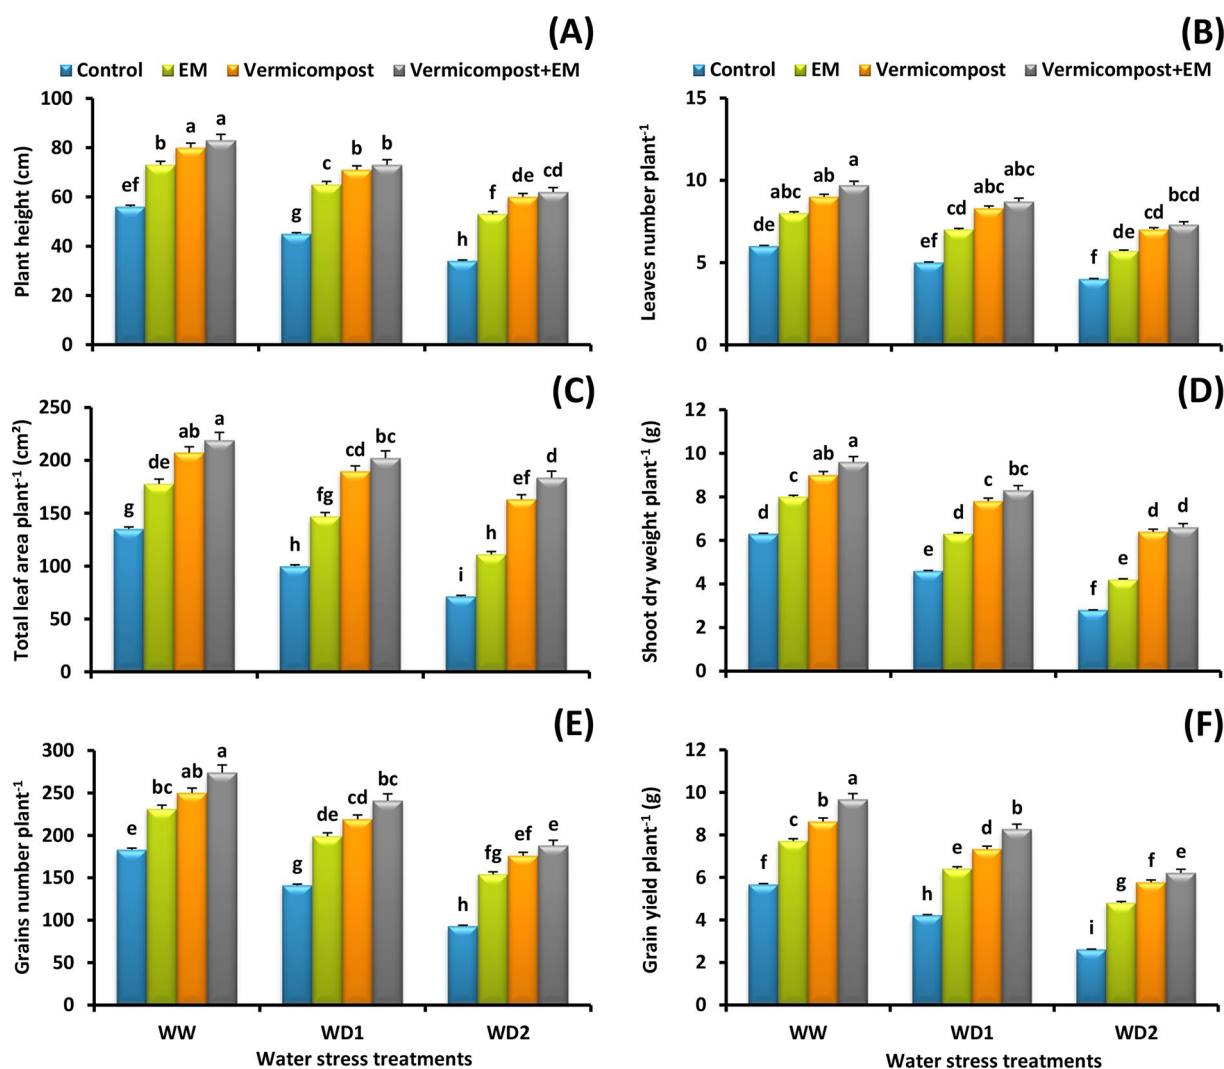 (A)
Control EM Vermicompost Vermicompost+EM
Plant height (cm)
100
80
60
40
20
0
ef b a a
g c b b
h f de cd
(B)
Control EM Vermicompost Vermicompost+EM
Leaves number plant⁻¹
15
10
5
0
de abc ab a
ef cd abc abc
f de cd bcd
(C)
Total leaf area plant⁻¹ (cm²)
250
200
150
100
50
0
g de ab a
h fg cd bc
i h ef d
(D)
Shoot dry weight plant⁻¹ (g)
12
10
8
6
4
2
0
d c ab a
e d c bc
f e d d
(E)
Grains number plant⁻¹
300
250
200
150
100
50
0
e bc ab a
g de cd bc
h fg ef e
WW WD1 WD2
Water stress treatments
(F)
Grain yield plant⁻¹ (g)
12
10
8
6
4
2
0
f c b a
h e d b
i g f e
WW WD1 WD2
Water stress treatments